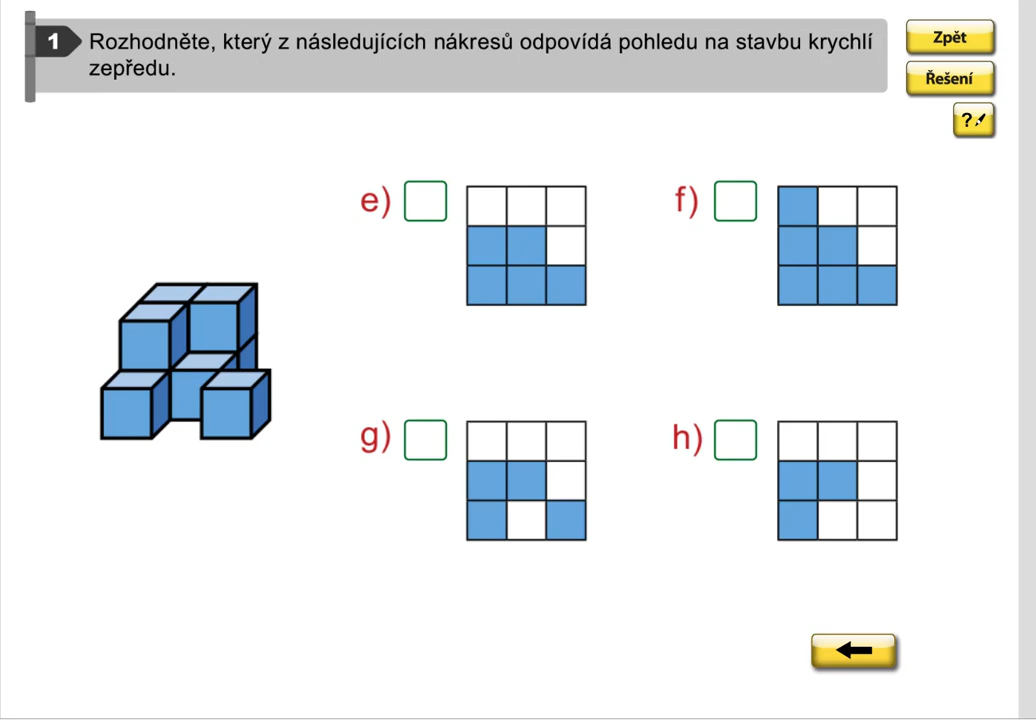 1 Rozhodněte, který z následujících nákresů odpovídá pohledu na stavbu krychlí
zepředu.
Zpět
Řešení
?
e)
f)
g)
h)